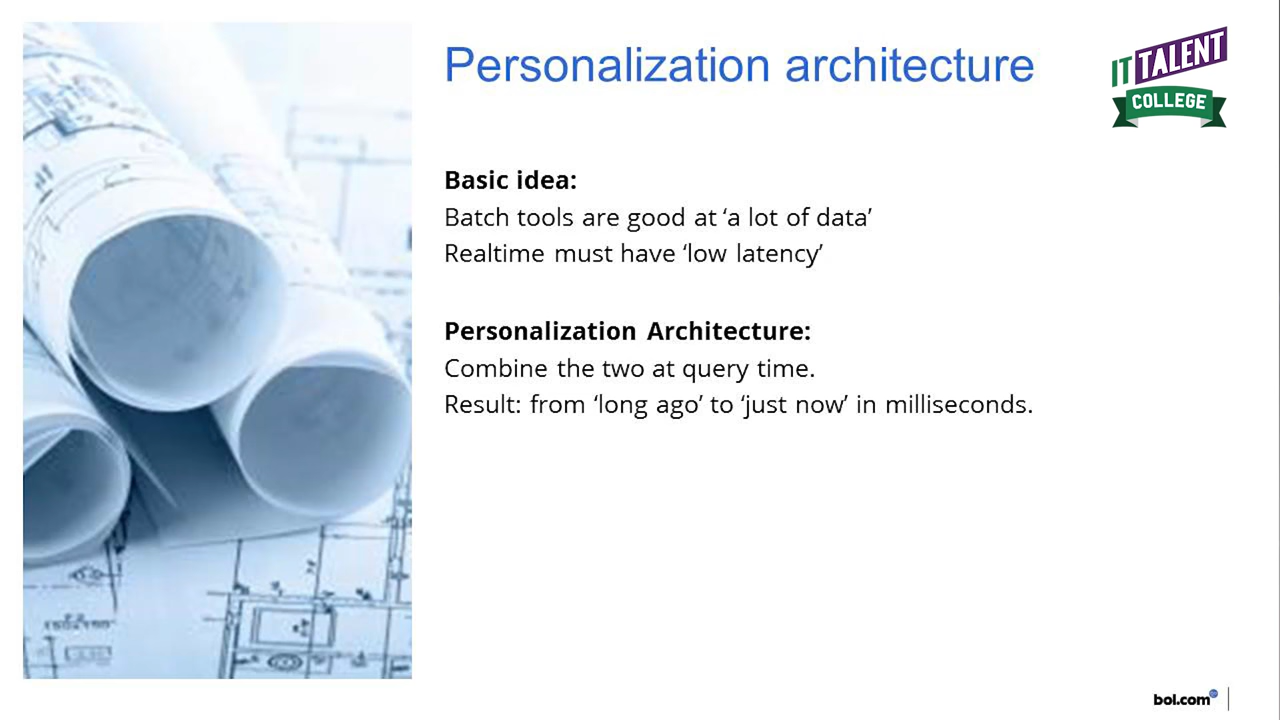 Personalization architecture
IT TALENT
COLLEGE
Basic idea:
Batch tools are good at ‘a lot of data’
Realtime must have ‘low latency’
Personalization Architecture:
Combine the two at query time.
Result: from ‘long ago’ to ‘just now’ in milliseconds.
bol.com